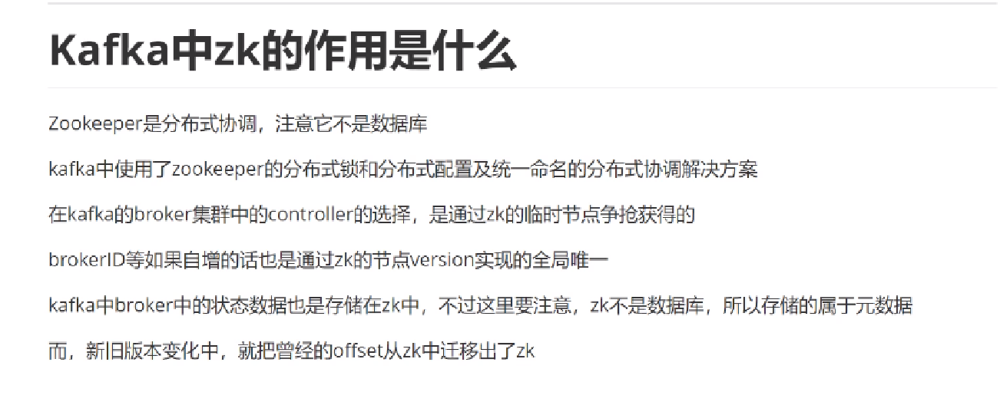 Kafka中zk的作用是什么
Zookeeper是分布式协调，注意它不是数据库
kafka中使用了zookeeper的分布式锁和分布式配置及统一命名的分布式协调解决方案
在kafka的broker集群中的controller的选择，是通过zk的临时节点争抢获得的
brokerID等如果自增的话也是通过zk的节点version实现的全局唯一
kafka中broker中的状态数据也是存储在zk中，不过这里要注意，zk不是数据库，所以存储的属于元数据
而，新旧版本变化中，就把曾经的offset从zk中迁移出了zk